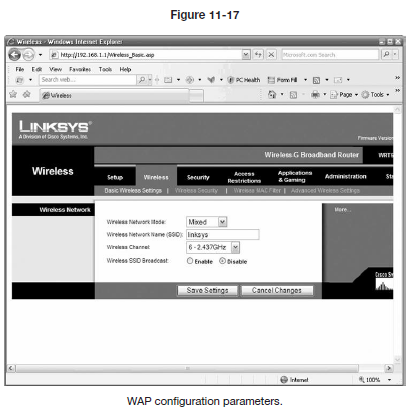 Figure 11-17
Wireless - Windows Internet Explorer
http://192.168.1.1/Wireless_Basic.asp
Microsoft.com Search
File Edit View Favorites Tools Help
Search web...
PC Health
Form Fill
Wireless
Page
Tools
LINKSYS®
A Division of Cisco Systems, Inc.
Firmware Version
Wireless-G Broadband Router
WRT5
Wireless
Setup
Wireless
Security
Access Restrictions
Applications & Gaming
Administration
St
Basic Wireless Settings | Wireless Security | Wireless MAC Filter | Advanced Wireless Settings
Wireless Network
Wireless Network Mode: Mixed
Wireless Network Name (SSID): linksys
Wireless Channel: 6 - 2.437GHz
Wireless SSID Broadcast: Enable Disable
More...
Cisco Sy
Save Settings
Cancel Changes
Internet
100%
WAP configuration parameters.